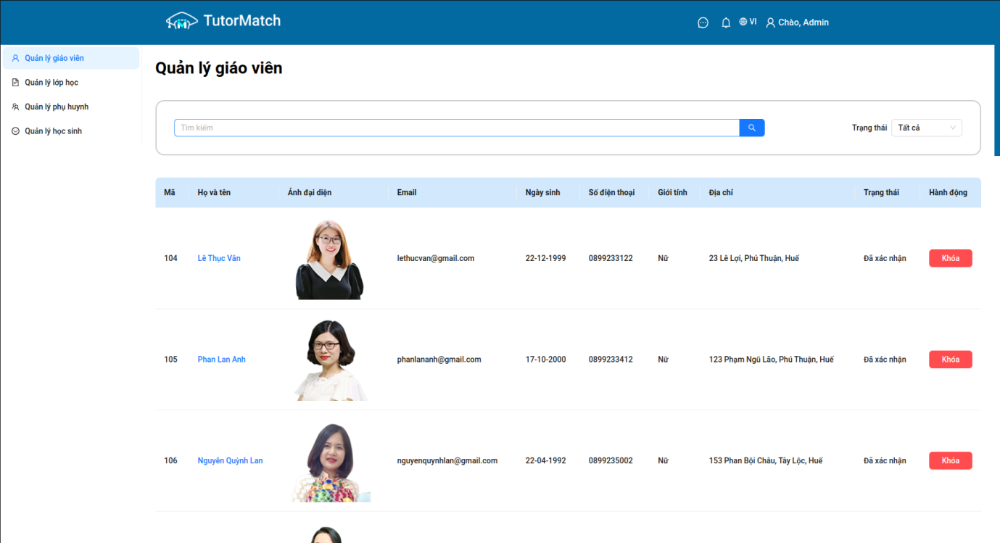 TutorMatch
VI
Chào, Admin
Quản lý giáo viên
Quản lý lớp học
Quản lý phụ huynh
Quản lý học sinh
Quản lý giáo viên
Tìm kiếm
Trạng thái
Tất cả
Mã Họ và tên Ảnh đại diện Email Ngày sinh Số điện thoại Giới tính Địa chỉ Trạng thái Hành động
104 Lê Thục Vân lethucvan@gmail.com 22-12-1999 0899233122 Nữ 23 Lê Lợi, Phú Thuận, Huế Đã xác nhận Khóa
105 Phan Lan Anh phanlananh@gmail.com 17-10-2000 0899233412 Nữ 123 Phạm Ngũ Lão, Phú Thuận, Huế Đã xác nhận Khóa
106 Nguyễn Quỳnh Lan nguyenquynhlan@gmail.com 22-04-1992 0899235002 Nữ 153 Phan Bội Châu, Tây Lộc, Huế Đã xác nhận Khóa